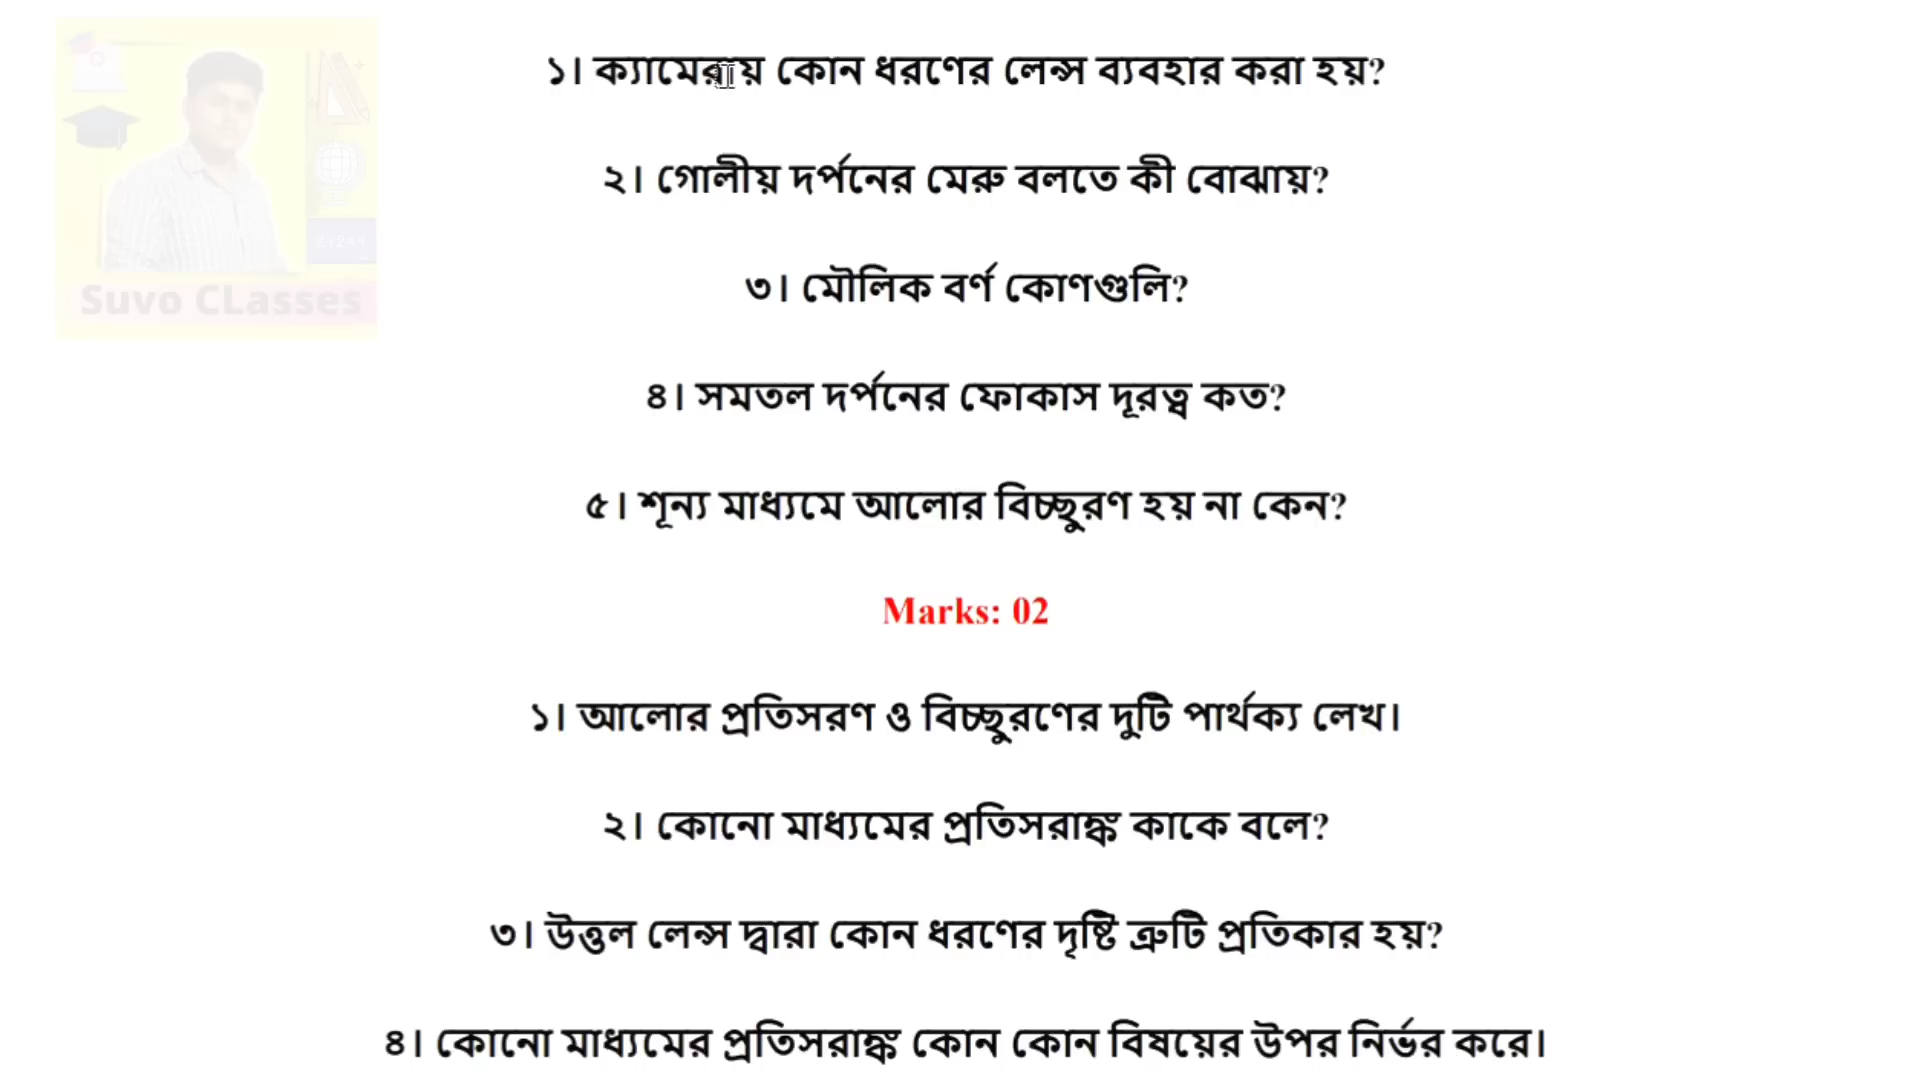 ১। ক্যামেরায় কোন ধরণের লেন্স ব্যবহার করা হয়?
২। গোলীয় দর্পনের মেরু বলতে কী বোঝায়?
৩। মৌলিক বর্ণ কোণগুলি?
৪। সমতল দর্পনের ফোকাস দূরত্ব কত?
৫। শূন্য মাধ্যমে আলোর বিচ্ছুরণ হয় না কেন?
Marks: 02
১। আলোর প্রতিসরণ ও বিচ্ছুরণের দুটি পার্থক্য লেখ।
২। কোনো মাধ্যমের প্রতিসরাঙ্ক কাকে বলে?
৩। উত্তল লেন্স দ্বারা কোন ধরণের দৃষ্টি ত্রুটি প্রতিকার হয়?
৪। কোনো মাধ্যমের প্রতিসরাঙ্ক কোন কোন বিষয়ের উপর নির্ভর করে।
Suvo CLasses